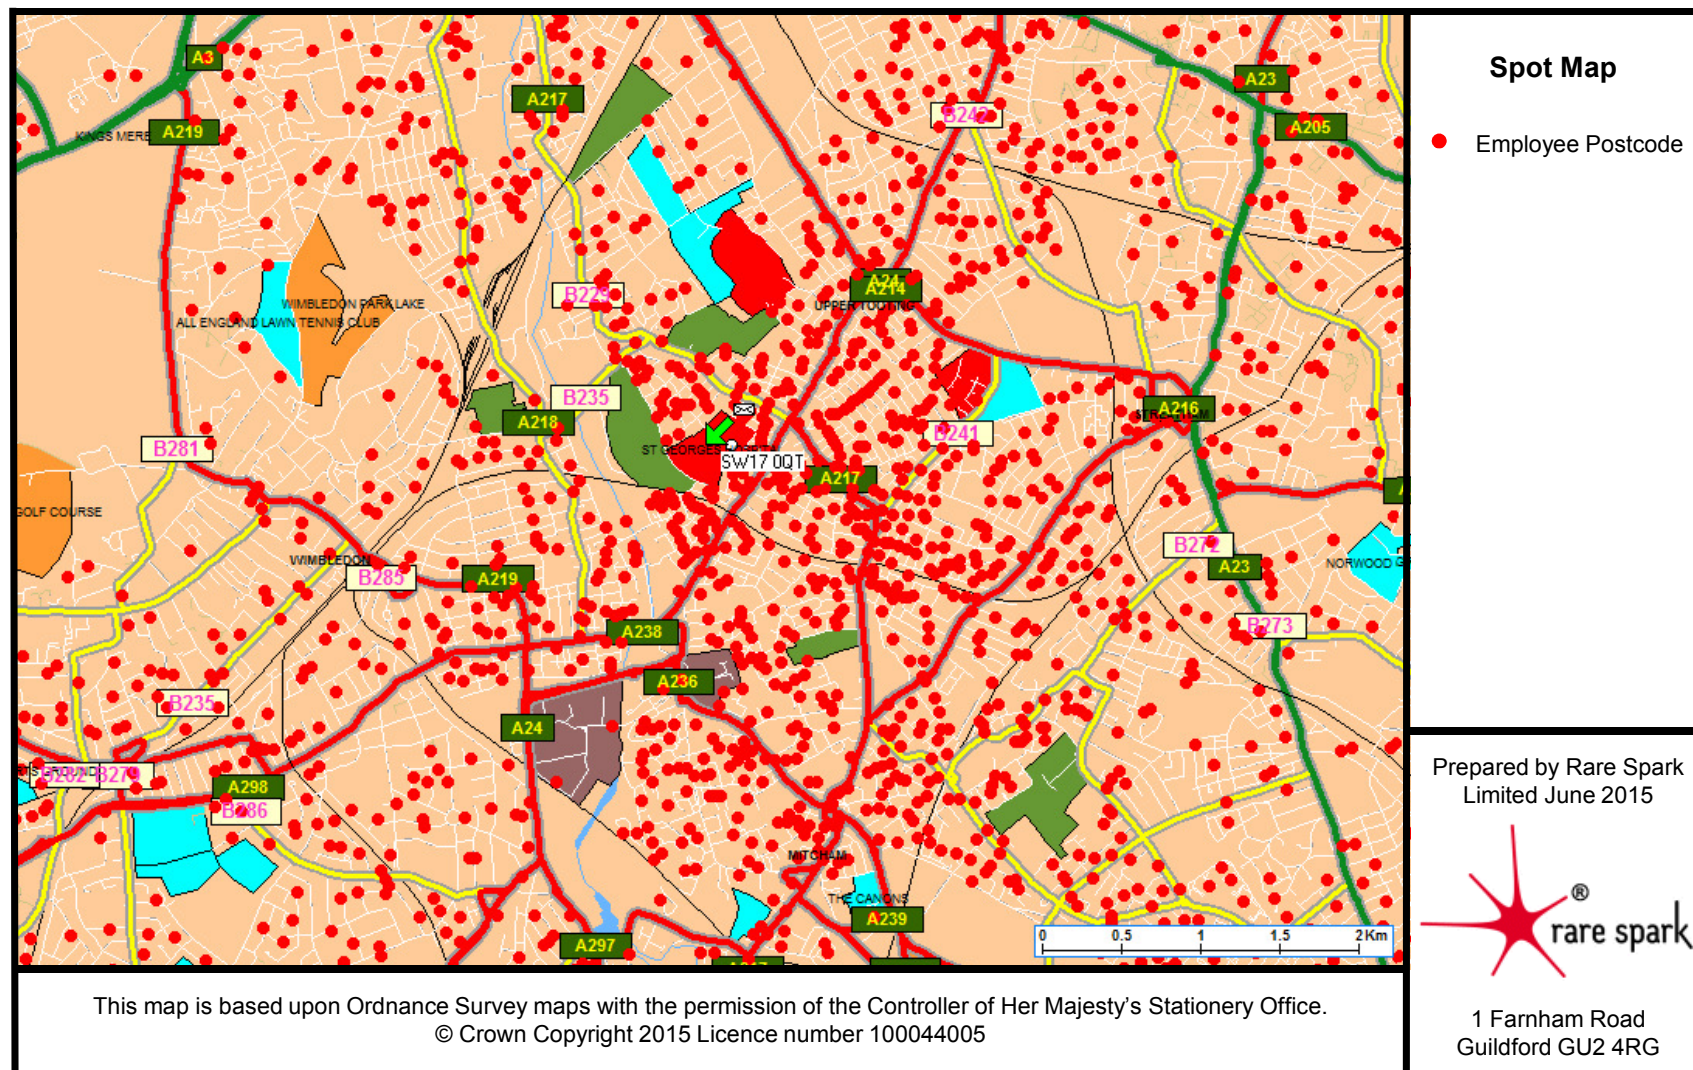 A3
A23
A217
B242
A205
A219
KINGS MERE
B229
A24
A214
WIMBLEDON PARK LAKE
UPPER TOOTING
ALL ENGLAND LAWN TENNIS CLUB
B235
A218
A216
B241
B281
SW17 0QT
A217
GOLF COURSE
B272
WIMBLEDON
A23
B285
A219
NORWOOD
B273
A238
A236
B235
A24
B282
B279
A298
B286
MITCHAM
THE CANONS
A239
A297
0 0.5 1 1.5 2Km
Spot Map
Employee Postcode
Prepared by Rare Spark
Limited June 2015
®
rare spark
1 Farnham Road
Guildford GU2 4RG
This map is based upon Ordnance Survey maps with the permission of the Controller of Her Majesty’s Stationery Office.
© Crown Copyright 2015 Licence number 100044005